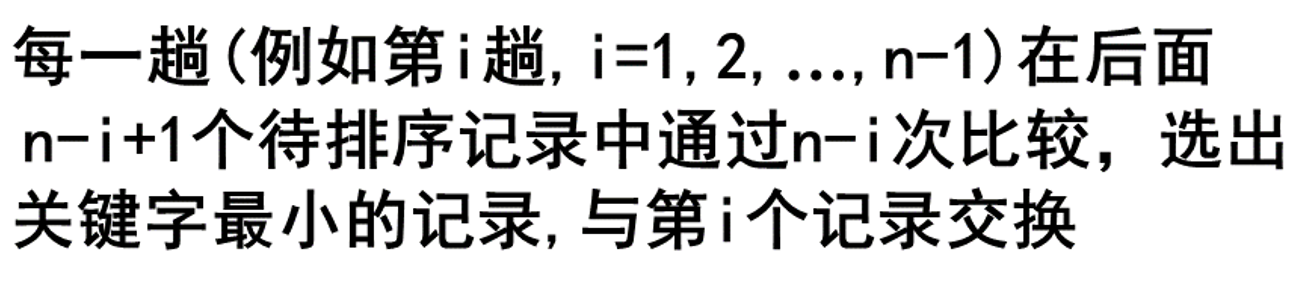 每一趟(例如第i趟, i=1, 2, …, n-1)在后面
n-i+1个待排序记录中通过n-i次比较，选出
关键字最小的记录, 与第i个记录交换